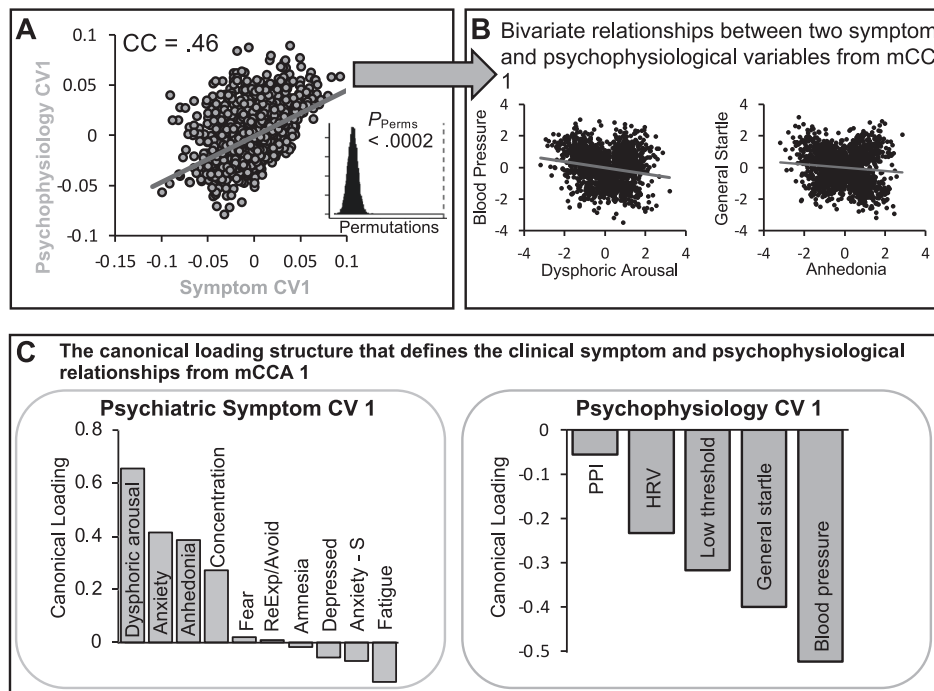 A
CC = .46
Psychophysiology CV1
0.1
0.05
0
-0.05
-0.1
-0.15
-0.1
-0.05
0
0.05
0.1
Symptom CV1
PPerms
< .0002
Permutations
B Bivariate relationships between two symptom
and psychophysiological variables from mCCA
1
Blood Pressure
4
2
0
-2
-4
-4
-2
0
2
4
Dysphoric Arousal
General Startle
4
2
0
-2
-4
-4
-2
0
2
4
Anhedonia
C The canonical loading structure that defines the clinical symptom and psychophysiological
relationships from mCCA 1
Psychiatric Symptom CV 1
Canonical Loading
0.8
0.6
0.4
0.2
0
Dysphoric arousal
Anxiety
Anhedonia
Concentration
Fear
ReExp/Avoid
Amnesia
Depressed
Anxiety - S
Fatigue
Psychophysiology CV 1
Canonical Loading
0
-0.1
-0.2
-0.3
-0.4
-0.5
PPI
HRV
Low threshold
General startle
Blood pressure